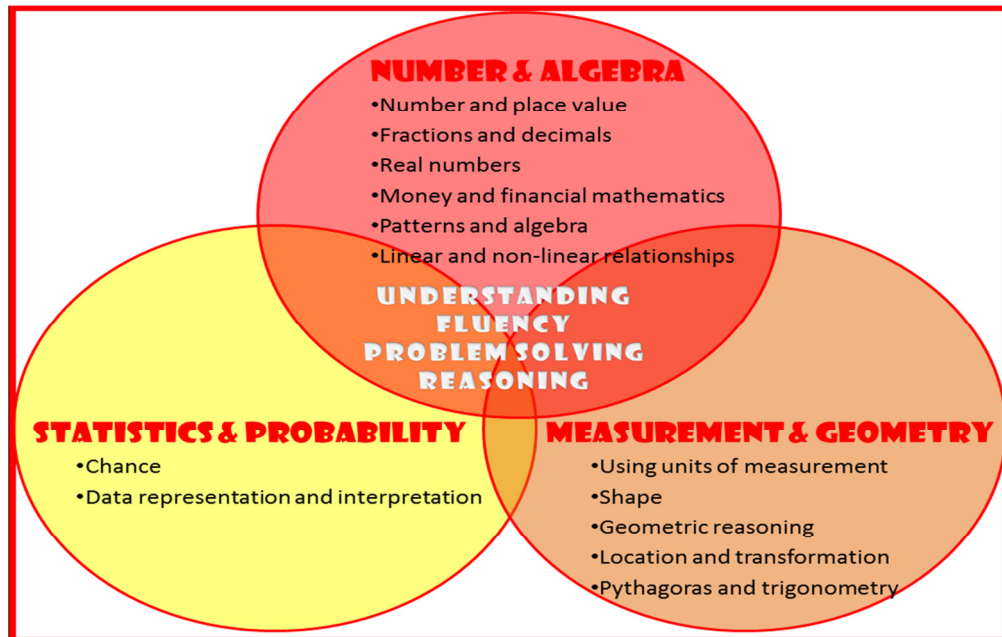 NUMBER & ALGEBRA
•Number and place value
•Fractions and decimals
•Real numbers
•Money and financial mathematics
•Patterns and algebra
•Linear and non-linear relationships
UNDERSTANDING
FLUENCY
PROBLEM SOLVING
REASONING
STATISTICS & PROBABILITY
•Chance
•Data representation and interpretation
MEASUREMENT & GEOMETRY
•Using units of measurement
•Shape
•Geometric reasoning
•Location and transformation
•Pythagoras and trigonometry